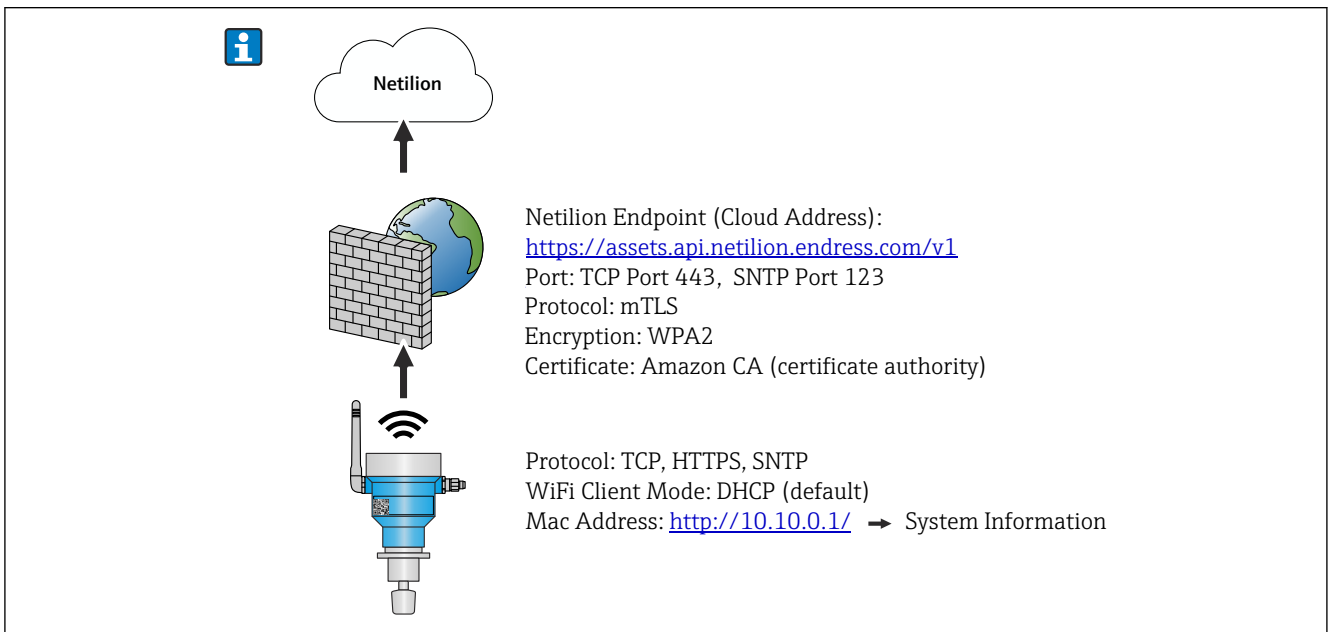 i
Netilion
Netilion Endpoint (Cloud Address):
https://assets.api.netilion.endress.com/v1
Port: TCP Port 443, SNTP Port 123
Protocol: mTLS
Encryption: WPA2
Certificate: Amazon CA (certificate authority)
Protocol: TCP, HTTPS, SNTP
WiFi Client Mode: DHCP (default)
Mac Address: http://10.10.0.1/ → System Information